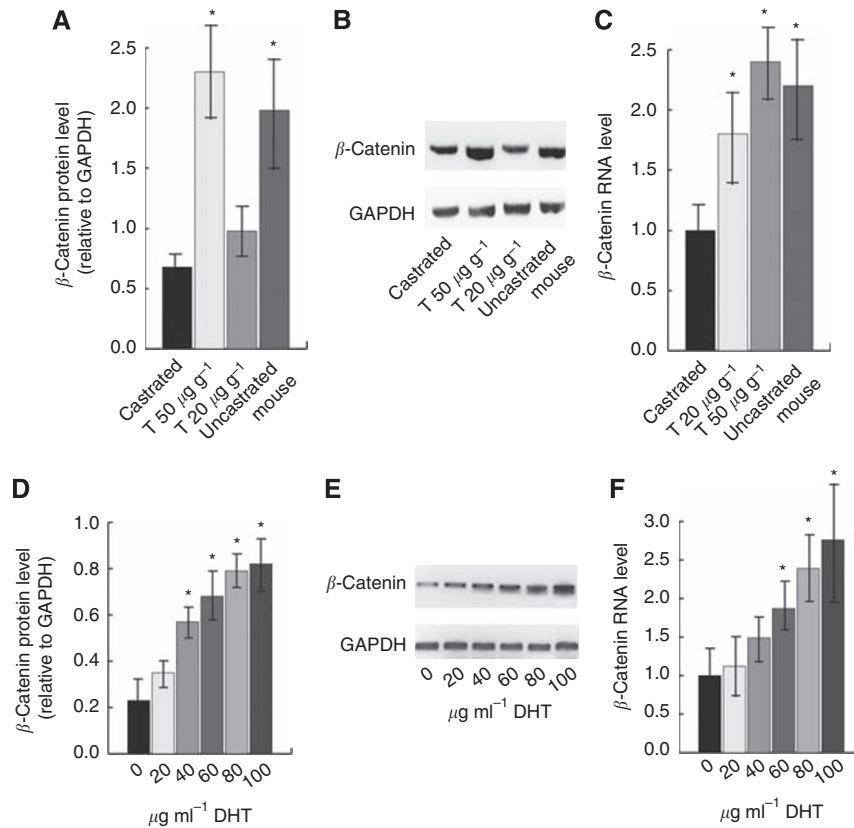 A
β-Catenin protein level
(relative to GAPDH)
2.5
2.0
1.5
1.0
0.5
0.0
*
*
Castrated
T 50 μg g⁻¹
T 20 μg g⁻¹
Uncastrated
mouse
B
β-Catenin
GAPDH
Castrated
T 50 μg g⁻¹
T 20 μg g⁻¹
Uncastrated
mouse
C
β-Catenin RNA level
2.5
2.0
1.5
1.0
0.5
0.0
*
*
*
Castrated
T 20 μg g⁻¹
T 50 μg g⁻¹
Uncastrated
mouse
D
β-Catenin protein level
(relative to GAPDH)
1.0
0.8
0.6
0.4
0.2
0.0
*
*
*
*
0 20 40 60 80 100
μg ml⁻¹ DHT
E
β-Catenin
GAPDH
0 20 40 60 80 100
μg ml⁻¹ DHT
F
β-Catenin RNA level
3.0
2.5
2.0
1.5
1.0
0.5
0.0
*
*
*
0 20 40 60 80 100
μg ml⁻¹ DHT